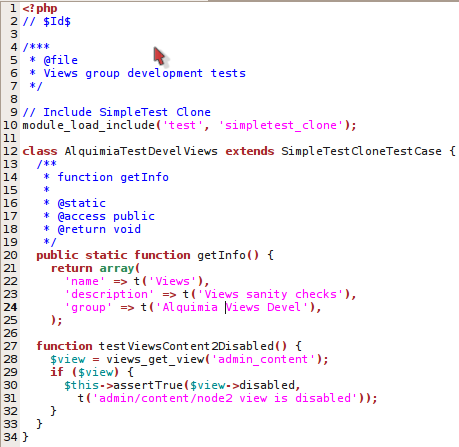 1 <?php
2 // $Id$
3
4 /***
5  * @file
6  * Views group development tests
7  */
8
9 // Include SimpleTest Clone
10 module_load_include('test', 'simpletest_clone');
11
12 class AlquimiaTestDevelViews extends SimpleTestCloneTestCase {
13   /**
14    * function getInfo
15    *
16    * @static
17    * @access public
18    * @return void
19    */
20   public static function getInfo() {
21     return array(
22       'name' => t('Views'),
23       'description' => t('Views sanity checks'),
24       'group' => t('Alquimia Views Devel'),
25     );
26
27   function testViewsContent2Disabled() {
28     $view = views_get_view('admin_content');
29     if ($view) {
30       $this->assertTrue($view->disabled,
31         t('admin/content/node2 view is disabled'));
32     }
33   }
34 }